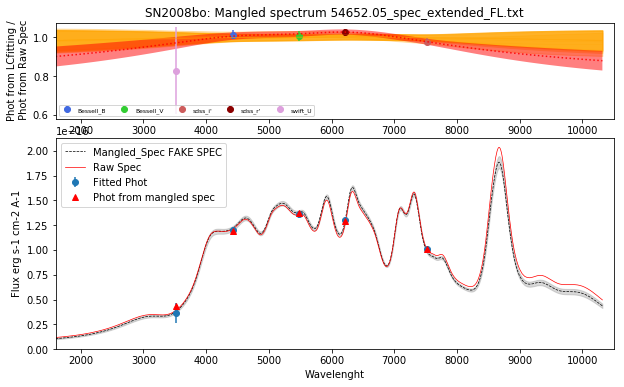 SN2008bo: Mangled spectrum 54652.05_spec_extended_FL.txt
Phot from LCfitting /
Phot from Raw Spec
1.0
0.8
0.6
Bessell_B
Bessell_V
sdss_i'
sdss_r'
swift_U
2000 3000 4000 5000 6000 7000 8000 9000 10000
1e−16
Flux erg s-1 cm-2 A-1
2.00
1.75
1.50
1.25
1.00
0.75
0.50
0.25
0.00
Mangled_Spec FAKE SPEC
Raw Spec
Fitted Phot
Phot from mangled spec
2000 3000 4000 5000 6000 7000 8000 9000 10000
Wavelenght